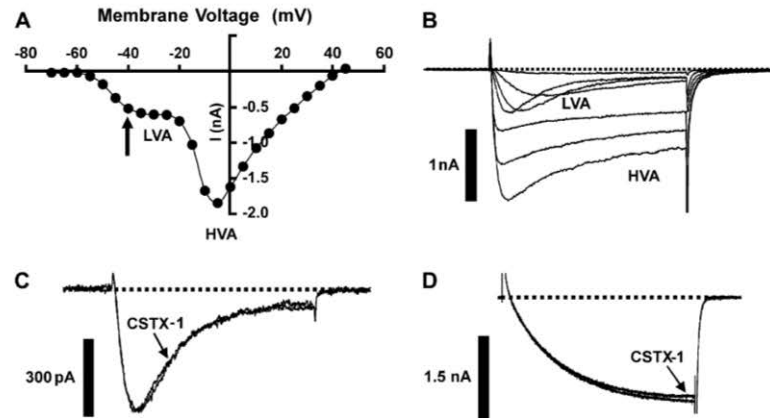 A
Membrane Voltage (mV)
-80 -60 -40 -20 0 20 40 60
-0.5
-1.0
-1.5
-2.0
I (nA)
LVA
HVA
B
LVA
HVA
1nA
C
CSTX-1
300 pA
D
CSTX-1
1.5 nA